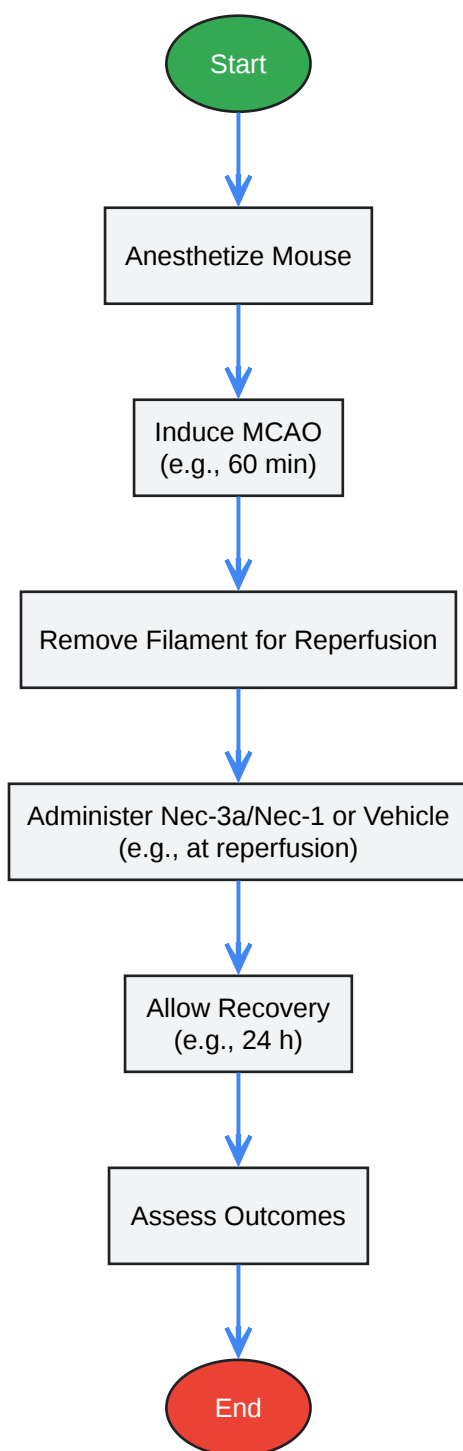 Start
Anesthetize Mouse
Induce MCAO
(e.g., 60 min)
Remove Filament for Reperfusion
Administer Nec-3a/Nec-1 or Vehicle
(e.g., at reperfusion)
Allow Recovery
(e.g., 24 h)
Assess Outcomes
End